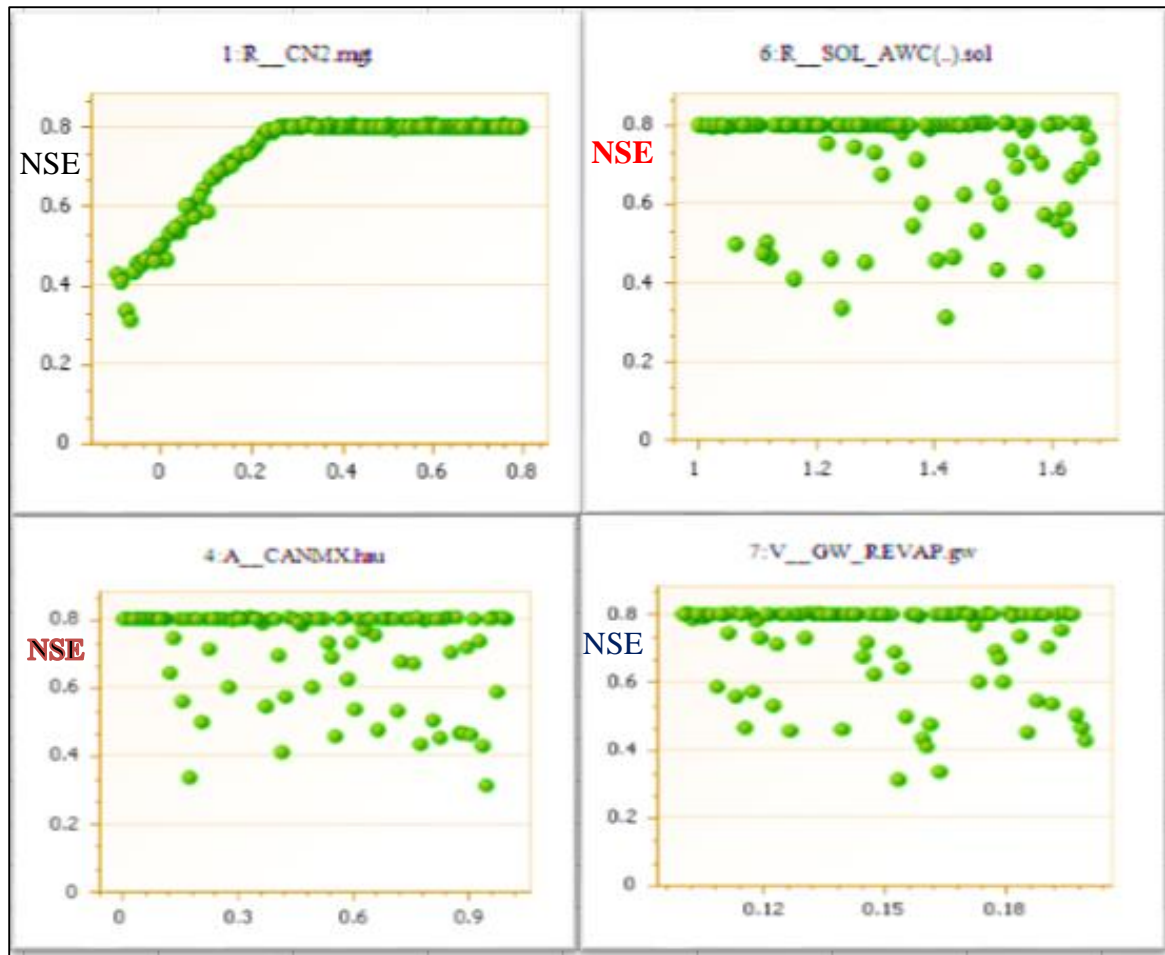 1:R__CN2.mgt
0.8
NSE
0.6
0.4
0.2
0
0 0.2 0.4 0.6 0.8
6:R__SOL_AWC(..).sol
0.8
NSE
0.6
0.4
0.2
0
1 1.2 1.4 1.6
4:A__CANMX.hru
0.8
NSE
0.6
0.4
0.2
0
0 0.3 0.6 0.9
7:V__GW_REVAP.gw
0.8
NSE
0.6
0.4
0.2
0
0.12 0.15 0.18